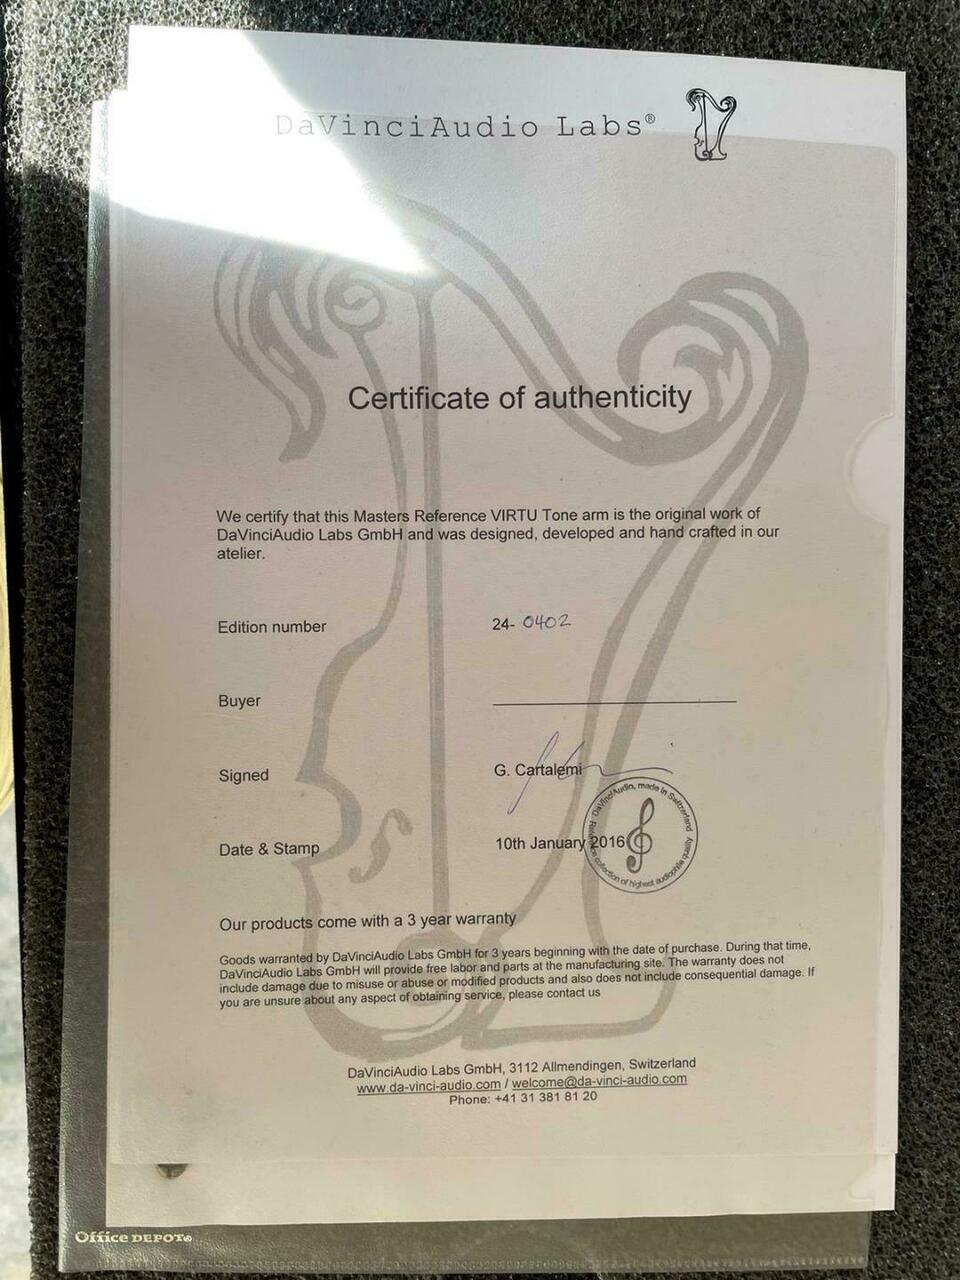 DaVinciAudio Labs®
Certificate of authenticity
We certify that this Masters Reference VIRTU Tone arm is the original work of
DaVinciAudio Labs GmbH and was designed, developed and hand crafted in our
atelier.
Edition number 24- 0402
Buyer
Signed G. Cartalemi
Date & Stamp 10th January 2016
DaVinciAudio, made in Switzerland
Reference collection of highest audiophile quality
Our products come with a 3 year warranty
Goods warranted by DaVinciAudio Labs GmbH for 3 years beginning with the date of purchase. During that time,
DaVinciAudio Labs GmbH will provide free labor and parts at the manufacturing site. The warranty does not
include damage due to misuse or abuse or modified products and also does not include consequential damage. If
you are unsure about any aspect of obtaining service, please contact us
DaVinciAudio Labs GmbH, 3112 Allmendingen, Switzerland
www.da-vinci-audio.com / welcome@da-vinci-audio.com
Phone: +41 31 381 81 20
Office DEPOT®